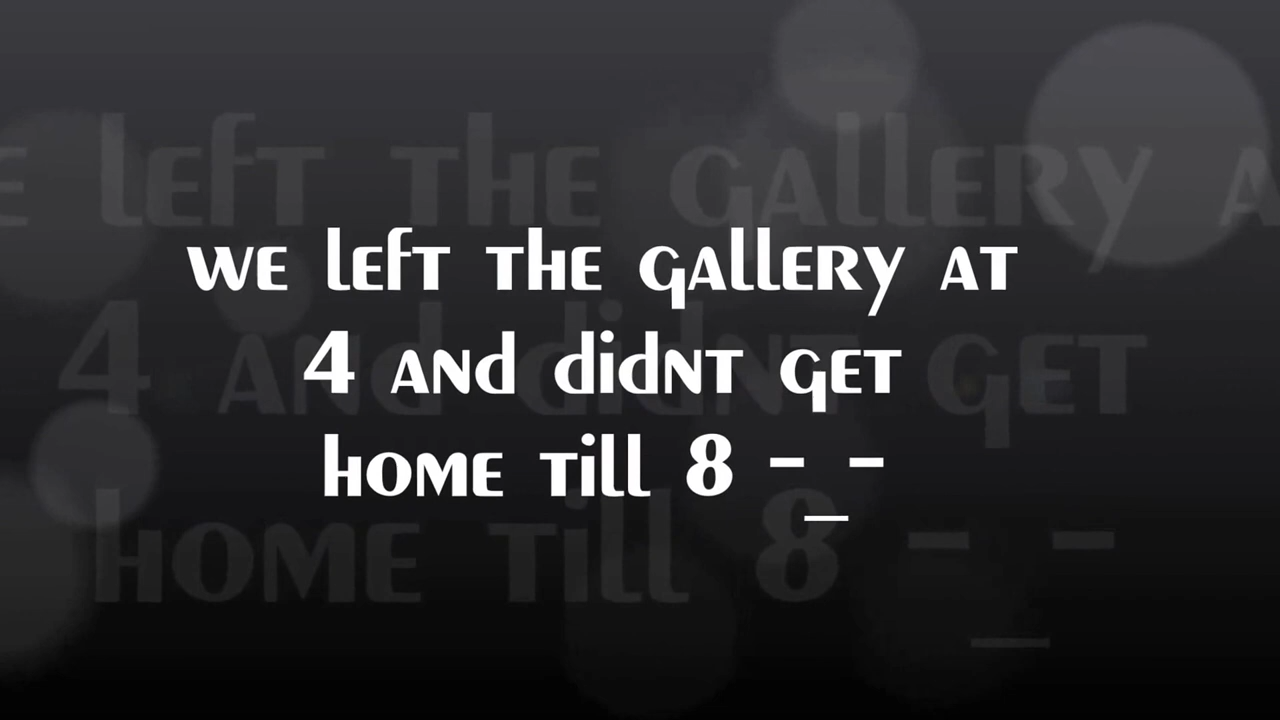 we left the gallery at
4 and didnt get
home till 8 -_-